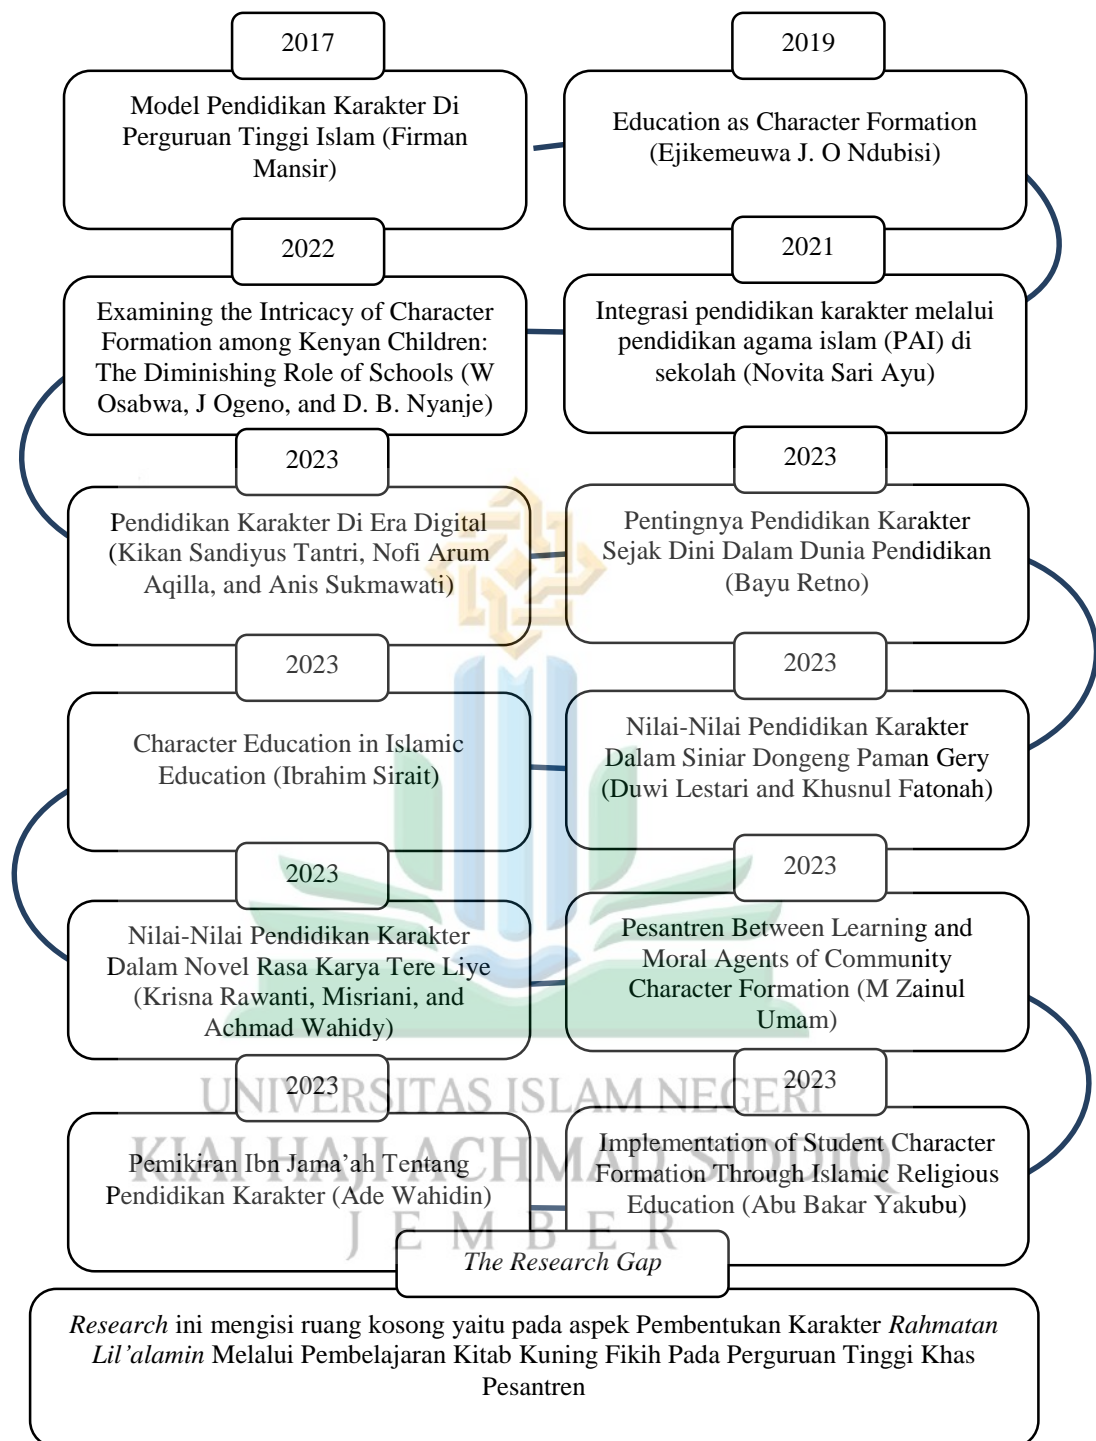 2017
Model Pendidikan Karakter Di
Perguruan Tinggi Islam (Firman
Mansir)
2019
Education as Character Formation
(Ejikemeuwa J. O Ndubisi)
2021
Integrasi pendidikan karakter melalui
pendidikan agama islam (PAI) di
sekolah (Novita Sari Ayu)
2022
Examining the Intricacy of Character
Formation among Kenyan Children:
The Diminishing Role of Schools (W
Osabwa, J Ogeno, and D. B. Nyanje)
2023
Pendidikan Karakter Di Era Digital
(Kikan Sandiyus Tantri, Nofi Arum
Aqilla, and Anis Sukmawati)
2023
Pentingnya Pendidikan Karakter
Sejak Dini Dalam Dunia Pendidikan
(Bayu Retno)
2023
Nilai-Nilai Pendidikan Karakter
Dalam Siniar Dongeng Paman Gery
(Duwi Lestari and Khusnul Fatonah)
2023
Character Education in Islamic
Education (Ibrahim Sirait)
2023
Nilai-Nilai Pendidikan Karakter
Dalam Novel Rasa Karya Tere Liye
(Krisna Rawanti, Misriani, and
Achmad Wahidy)
2023
Pesantren Between Learning and
Moral Agents of Community
Character Formation (M Zainul
Umam)
2023
Implementation of Student Character
Formation Through Islamic Religious
Education (Abu Bakar Yakubu)
2023
Pemikiran Ibn Jama’ah Tentang
Pendidikan Karakter (Ade Wahidin)
UNIVERSITAS ISLAM NEGERI
KIAI HAJI ACHMAD SIDDIQ
JEMBER
The Research Gap
Research ini mengisi ruang kosong yaitu pada aspek Pembentukan Karakter Rahmatan
Lil’alamin Melalui Pembelajaran Kitab Kuning Fikih Pada Perguruan Tinggi Khas
Pesantren